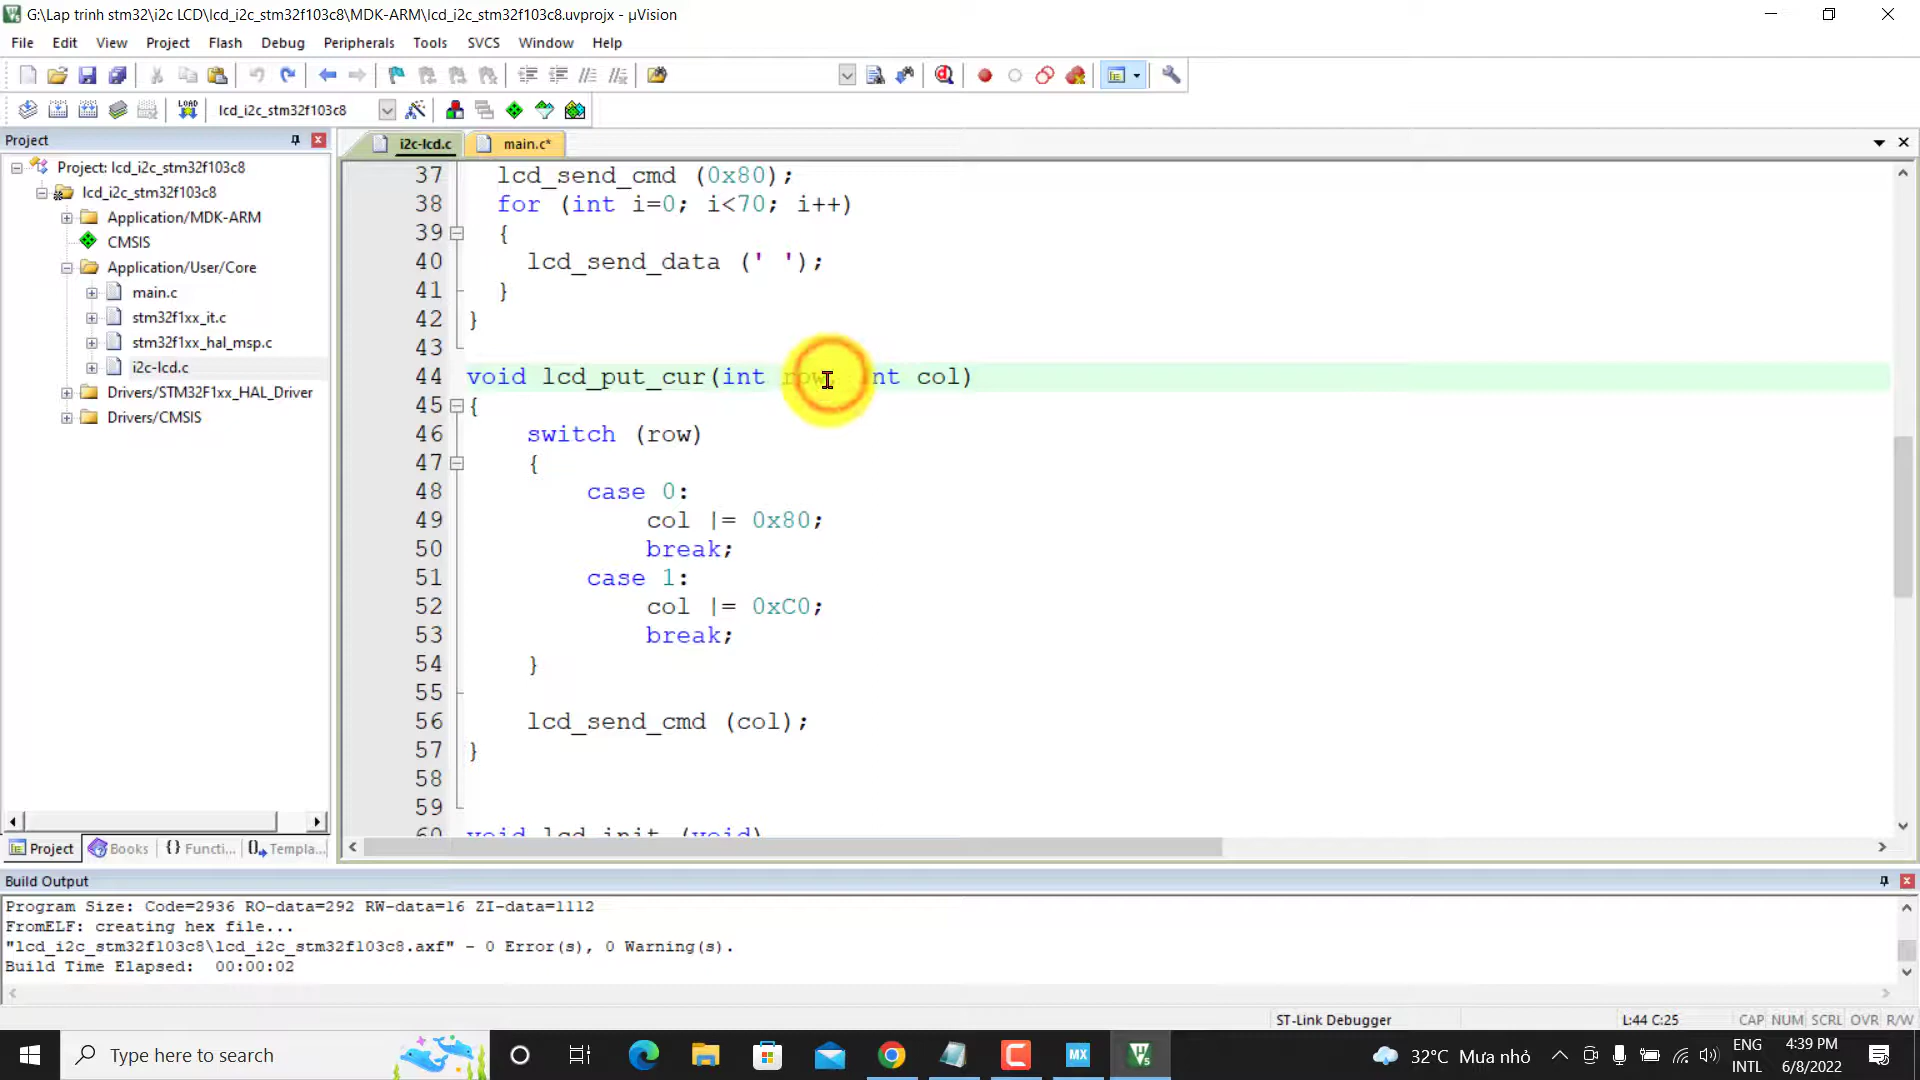 G:\Lap trinh stm32\i2c LCD\lcd_i2c_stm32f103c8\MDK-ARM\lcd_i2c_stm32f103c8.uvprojx - µVision
File Edit View Project Flash Debug Peripherals Tools SVCS Window Help
LOAD lcd_i2c_stm32f103c8
Project
Project: lcd_i2c_stm32f103c8
lcd_i2c_stm32f103c8
Application/MDK-ARM
CMSIS
Application/User/Core
main.c
stm32f1xx_it.c
stm32f1xx_hal_msp.c
i2c-lcd.c
Drivers/STM32F1xx_HAL_Driver
Drivers/CMSIS
Project Books {} Functi... Templa...
i2c-lcd.c main.c*
37 lcd_send_cmd (0x80);
38 for (int i=0; i<70; i++)
39 {
40 lcd_send_data (' ');
41 }
42 }
43
44 void lcd_put_cur(int row, int col)
45 {
46 switch (row)
47 {
48 case 0:
49 col |= 0x80;
50 break;
51 case 1:
52 col |= 0xC0;
53 break;
54 }
55
56 lcd_send_cmd (col);
57 }
58
59
60 void lcd_init (void)
Build Output
Program Size: Code=2936 RO-data=292 RW-data=16 ZI-data=1112
FromELF: creating hex file...
"lcd_i2c_stm32f103c8\lcd_i2c_stm32f103c8.axf" - 0 Error(s), 0 Warning(s).
Build Time Elapsed: 00:00:02
ST-Link Debugger L:44 C:25 CAP NUM SCRL OVR R/W
Type here to search
MX
32°C Mưa nhỏ
ENG
INTL
4:39 PM
6/8/2022